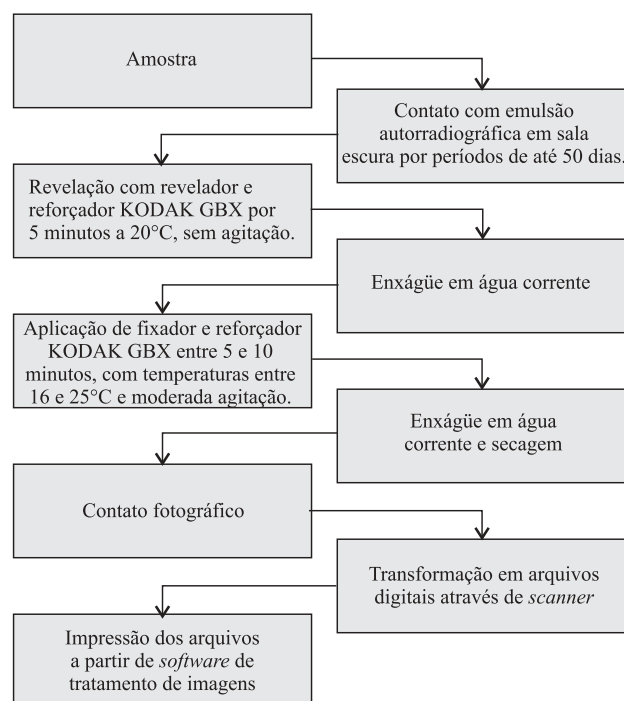 Amostra
Contato com emulsão
autorradiográfica em sala
escura por períodos de até 50 dias.
Revelação com revelador e
reforçador KODAK GBX por
5 minutos a 20°C, sem agitação.
Enxágüe em água corrente
Aplicação de fixador e reforçador
KODAK GBX entre 5 e 10
minutos, com temperaturas entre
16 e 25°C e moderada agitação.
Enxágüe em água
corrente e secagem
Contato fotográfico
Transformação em arquivos
digitais através de scanner
Impressão dos arquivos
a partir de software de
tratamento de imagens